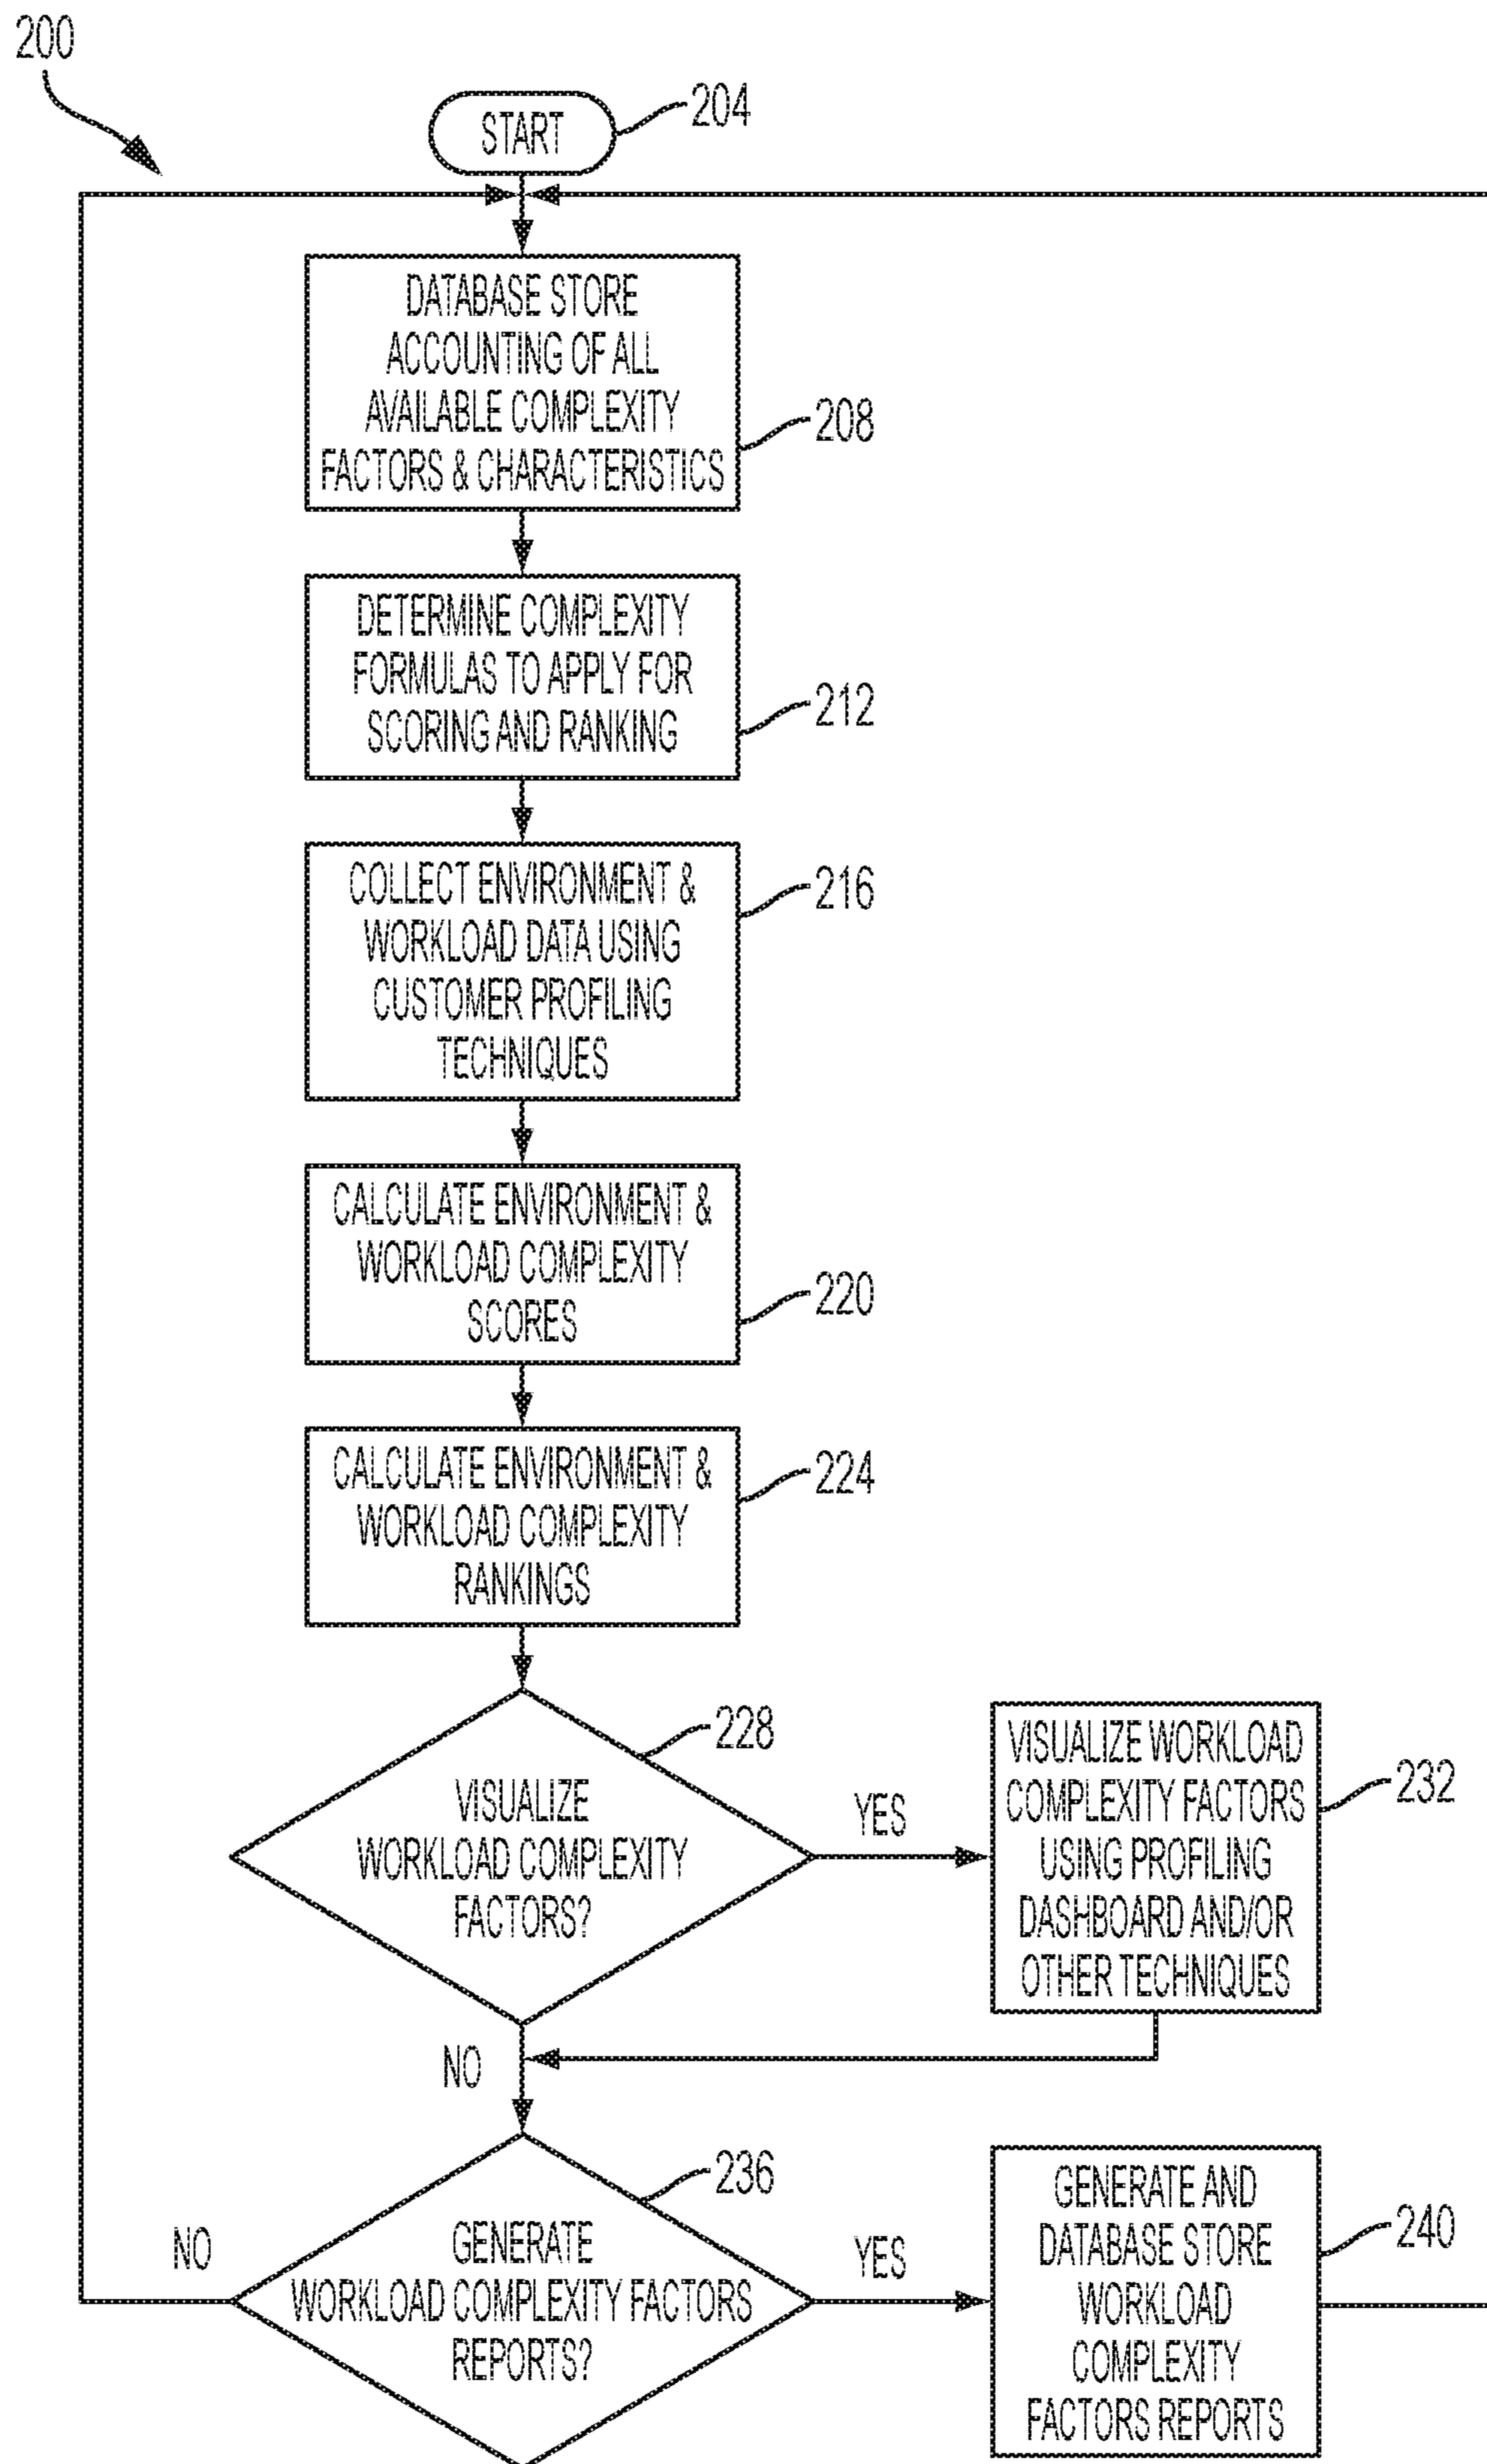 200
START
204
DATABASE STORE
ACCOUNTING OF ALL
AVAILABLE COMPLEXITY
FACTORS & CHARACTERISTICS
208
DETERMINE COMPLEXITY
FORMULAS TO APPLY FOR
SCORING AND RANKING
212
COLLECT ENVIRONMENT &
WORKLOAD DATA USING
CUSTOMER PROFILING
TECHNIQUES
216
CALCULATE ENVIRONMENT &
WORKLOAD COMPLEXITY
SCORES
220
CALCULATE ENVIRONMENT &
WORKLOAD COMPLEXITY
RANKINGS
224
VISUALIZE
WORKLOAD COMPLEXITY
FACTORS?
228
YES
VISUALIZE WORKLOAD
COMPLEXITY FACTORS
USING PROFILING
DASHBOARD AND/OR
OTHER TECHNIQUES
232
NO
GENERATE
WORKLOAD COMPLEXITY FACTORS
REPORTS?
236
NO
YES
GENERATE AND
DATABASE STORE
WORKLOAD
COMPLEXITY
FACTORS REPORTS
240